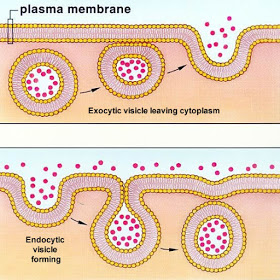 plasma membrane
Exocytic visicle leaving cytoplasm
Endocytic
visicle
forming